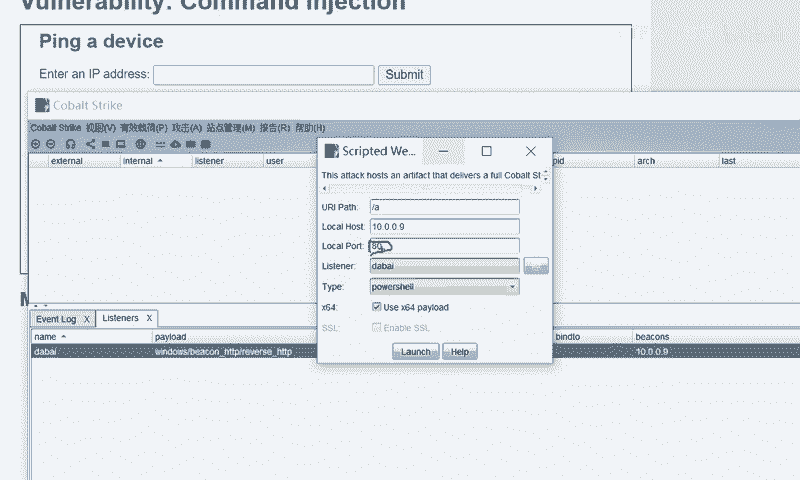 Vulnerability: Command Injection
Ping a device
Enter an IP address:
Submit
Cobalt Strike
Cobalt Strike 视图(V) 有效载荷(P) 攻击(A) 站点管理(M) 报告(R) 帮助(H)
external internal listener user pid arch last
Scripted We...
This attack hosts an artifact that delivers a full Cobalt St
URI Path: /a
Local Host: 10.0.0.9
Local Port: 80
Listener: dabai
...
Type: powershell
x64: Use x64 payload
SSL: Enable SSL
Launch Help
Event Log X Listeners X
name payload bindto beacons
dabai windows/beacon_http/reverse_http 10.0.0.9